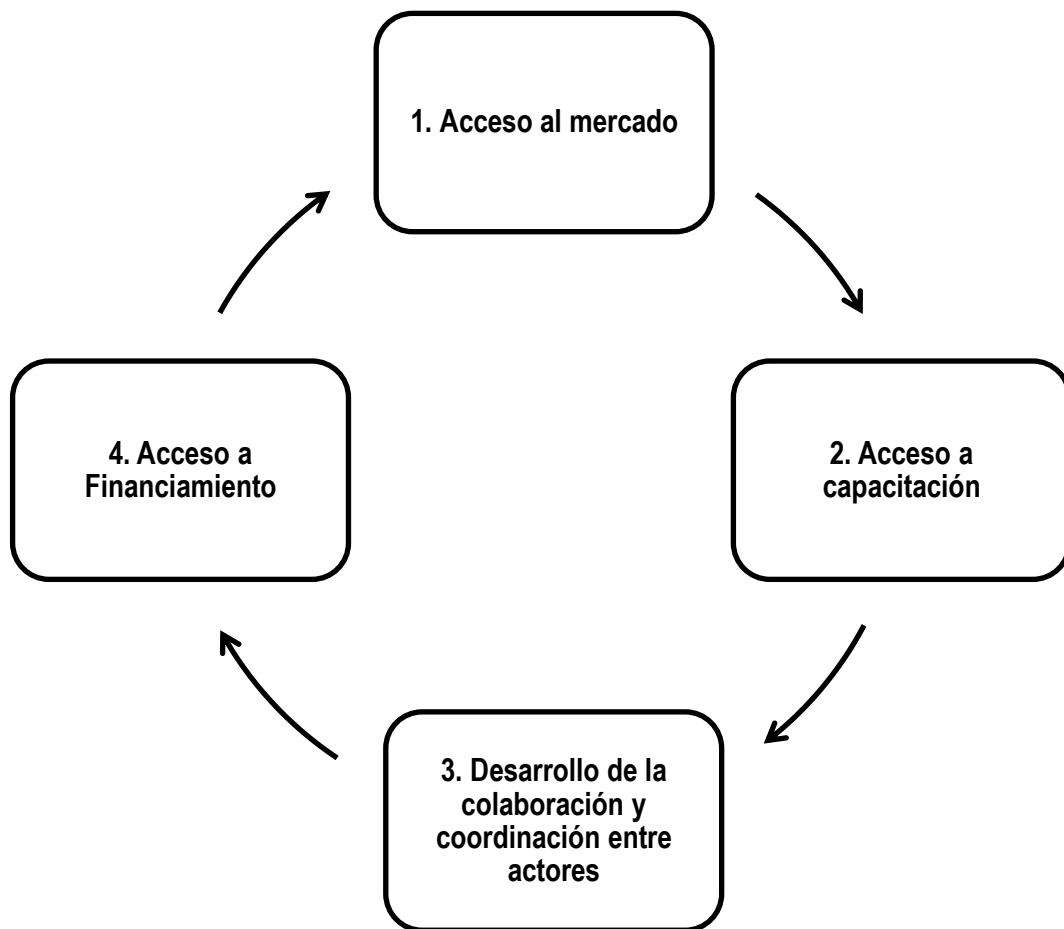 1. Acceso al mercado
2. Acceso a
capacitación
3. Desarrollo de la
colaboración y
coordinación entre
actores
4. Acceso a
Financiamiento